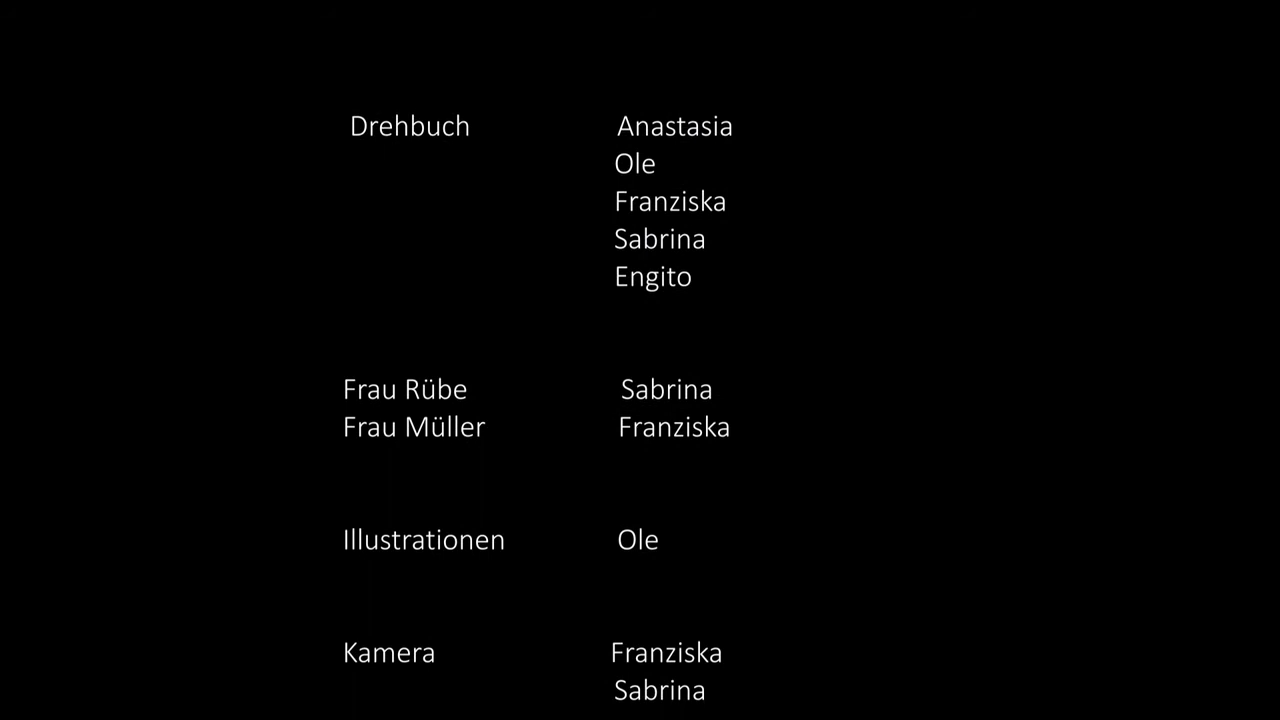 Drehbuch Anastasia
Ole
Franziska
Sabrina
Engito
Frau Rübe Sabrina
Frau Müller Franziska
Illustrationen Ole
Kamera Franziska
Sabrina